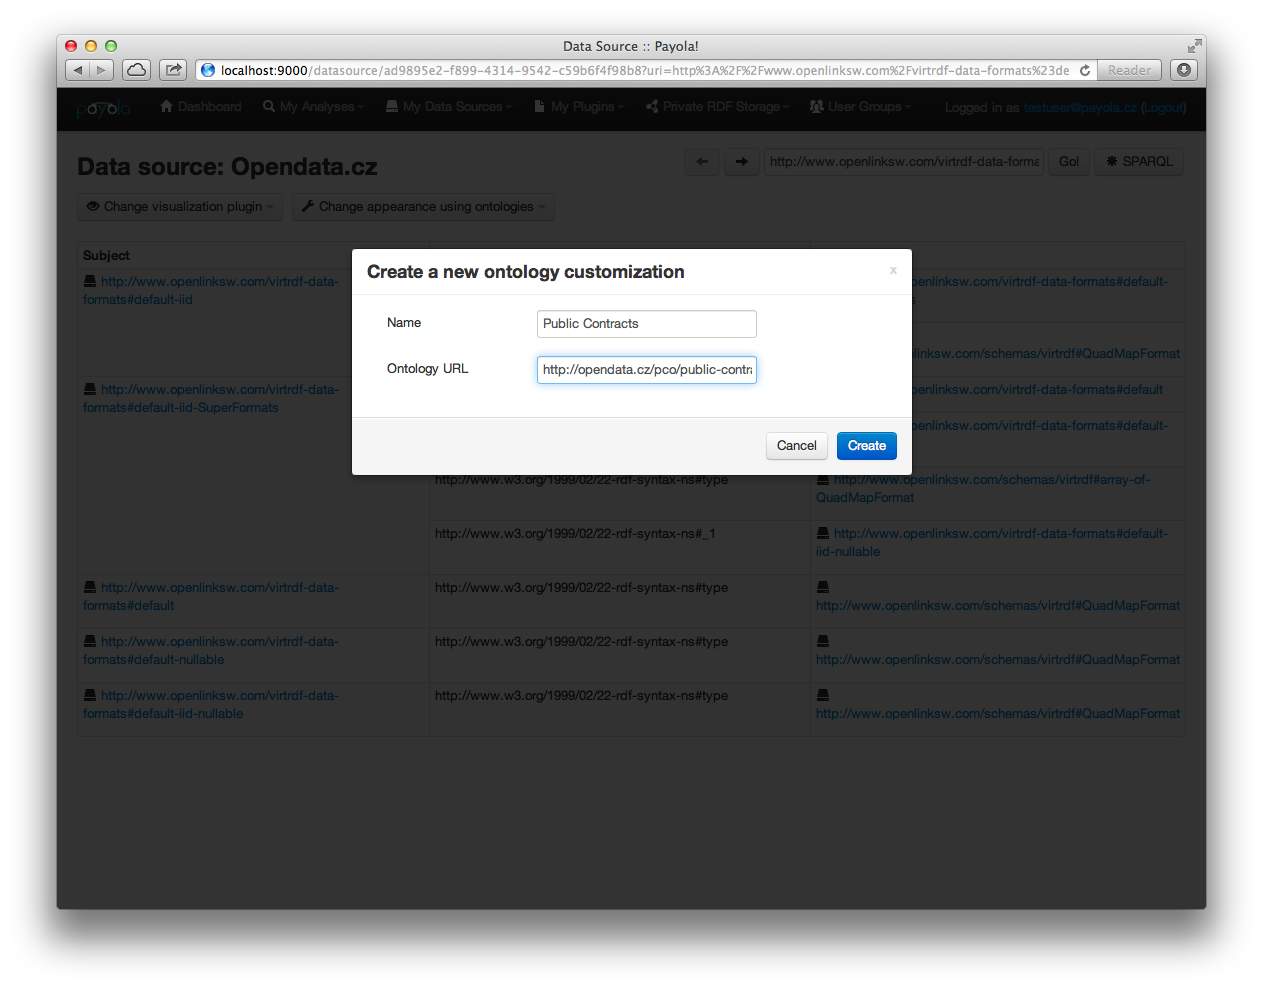 Data Source :: Payola!
localhost:9000/datasource/ad9895e2-f899-4314-9542-c59b6f4f98b8?uri=http%3A%2F%2Fwww.openlinksw.com%2Fvirtrdf-data-formats%23de
Reader
payola Dashboard My Analyses My Data Sources My Plugins Private RDF Storage User Groups Logged in as testuser@payola.cz (Logout)
Data source: Opendata.cz
http://www.openlinksw.com/virtrdf-data-forma Go! SPARQL
Change visualization plugin Change appearance using ontologies
Subject
Create a new ontology customization x
Name Public Contracts
Ontology URL http://opendata.cz/pco/public-contra
Cancel Create
http://www.openlinksw.com/virtrdf-data-
formats#default-iid
penlinksw.com/virtrdf-data-formats#default-
s
enlinksw.com/schemas/virtrdf#QuadMapFormat
http://www.openlinksw.com/virtrdf-data-
formats#default-iid-SuperFormats
penlinksw.com/virtrdf-data-formats#default
penlinksw.com/virtrdf-data-formats#default-
http://www.w3.org/1999/02/22-rdf-syntax-ns#type
http://www.openlinksw.com/schemas/virtrdf#array-of-
QuadMapFormat
http://www.w3.org/1999/02/22-rdf-syntax-ns#_1
http://www.openlinksw.com/virtrdf-data-formats#default-
iid-nullable
http://www.openlinksw.com/virtrdf-data-
formats#default
http://www.w3.org/1999/02/22-rdf-syntax-ns#type
http://www.openlinksw.com/schemas/virtrdf#QuadMapFormat
http://www.openlinksw.com/virtrdf-data-
formats#default-nullable
http://www.w3.org/1999/02/22-rdf-syntax-ns#type
http://www.openlinksw.com/schemas/virtrdf#QuadMapFormat
http://www.openlinksw.com/virtrdf-data-
formats#default-iid-nullable
http://www.w3.org/1999/02/22-rdf-syntax-ns#type
http://www.openlinksw.com/schemas/virtrdf#QuadMapFormat